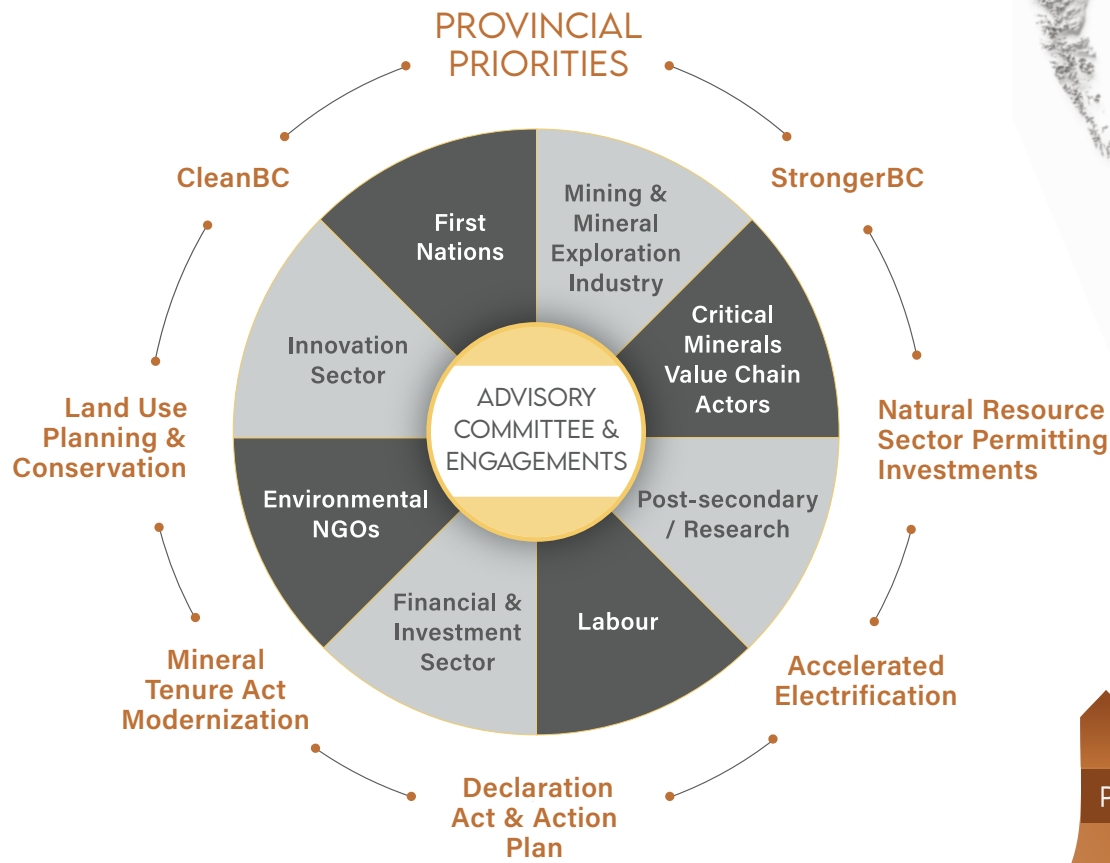 PROVINCIAL
PRIORITIES
CleanBC
StrongerBC
First
Nations
Mining &
Mineral
Exploration
Industry
Innovation
Sector
Critical
Minerals
Value Chain
Actors
ADVISORY
COMMITTEE &
ENGAGEMENTS
Land Use
Planning &
Conservation
Natural Resource
Sector Permitting
Investments
Environmental
NGOs
Post-secondary
/ Research
Financial &
Investment
Sector
Labour
Mineral
Tenure Act
Modernization
Accelerated
Electrification
Declaration
Act & Action
Plan
P